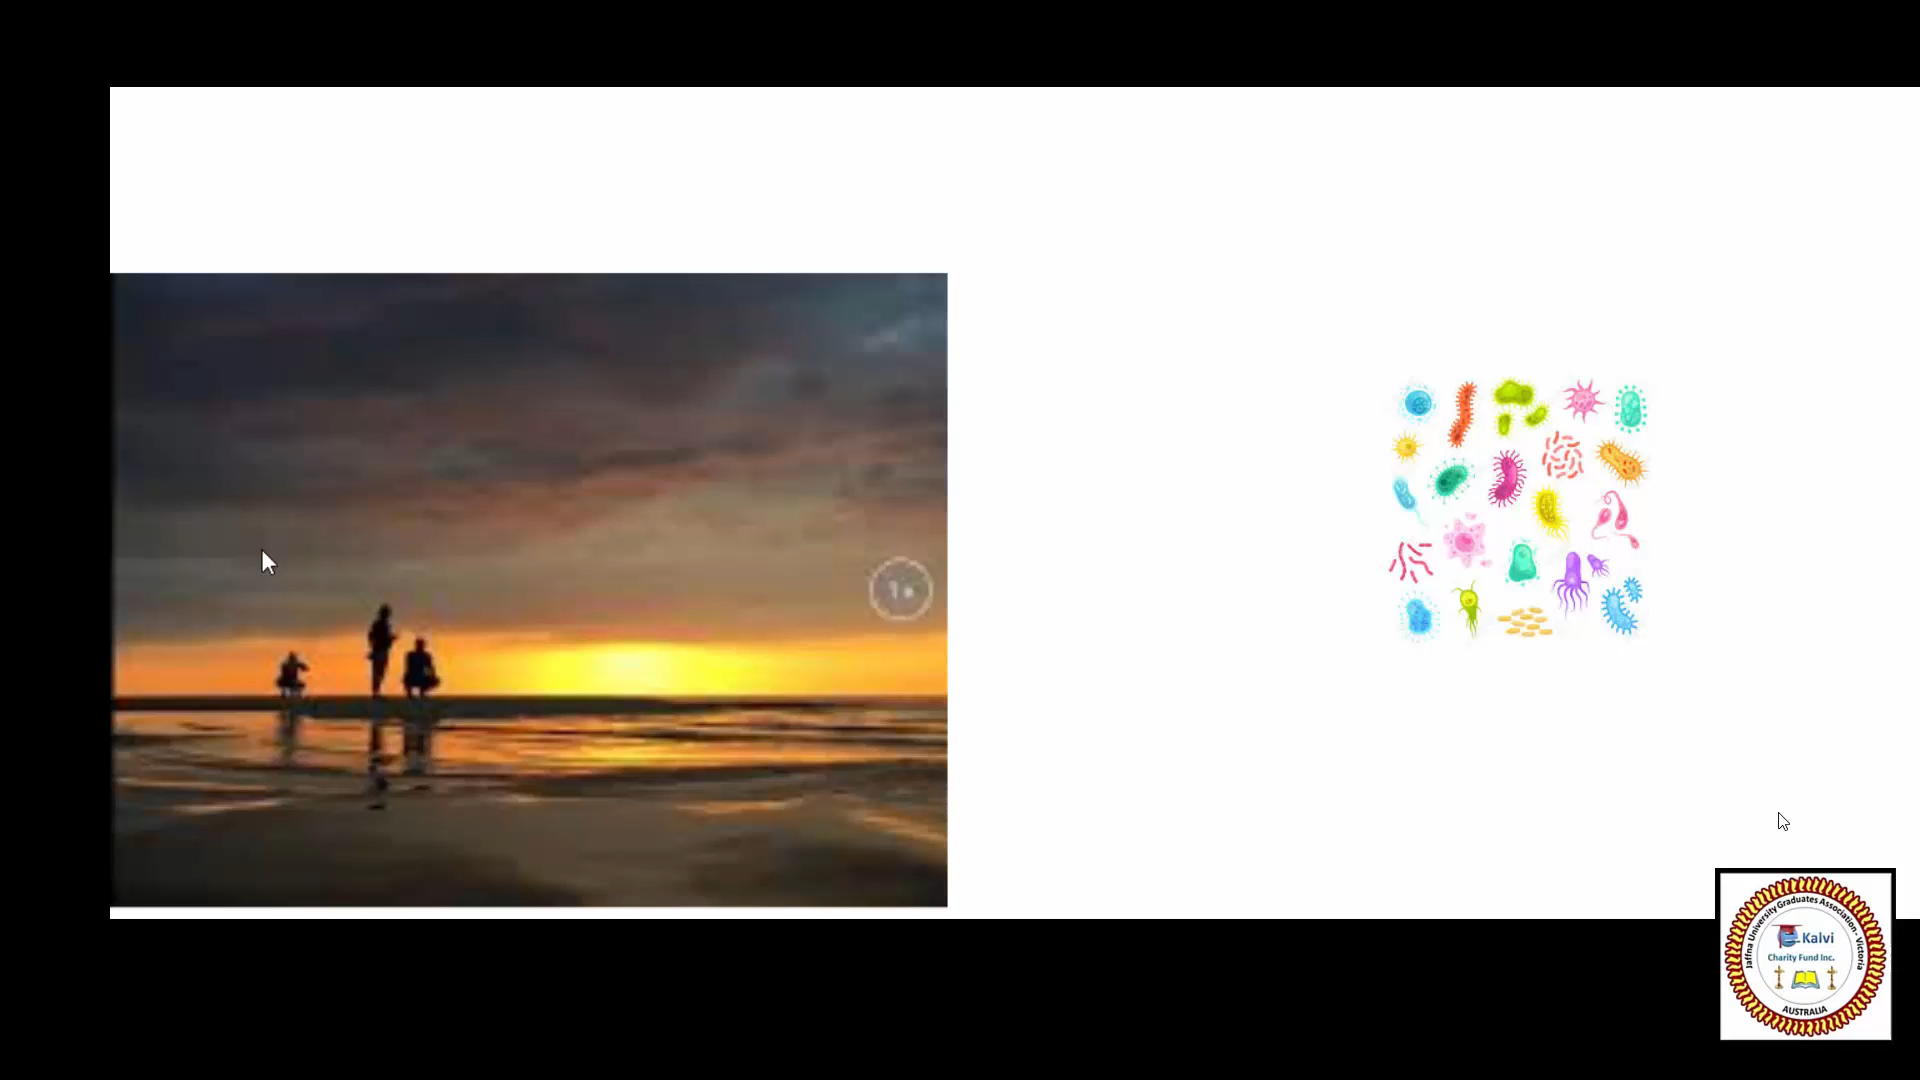 Jaffna University Graduates Association - Victoria
Kalvi
Charity Fund Inc.
AUSTRALIA